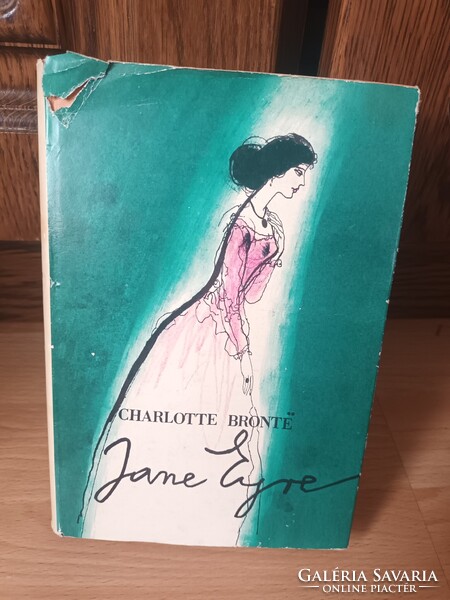 CHARLOTTE BRONTË
Jane Eyre
GALÉRIA SAVARIA
ONLINE PIACTÉR